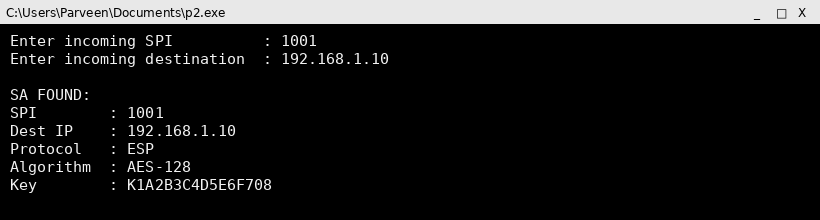 C:\Users\Parveen\Documents\p2.exe _ □ X
Enter incoming SPI          : 1001
Enter incoming destination  : 192.168.1.10
SA FOUND:
SPI        : 1001
Dest IP    : 192.168.1.10
Protocol   : ESP
Algorithm  : AES-128
Key        : K1A2B3C4D5E6F708